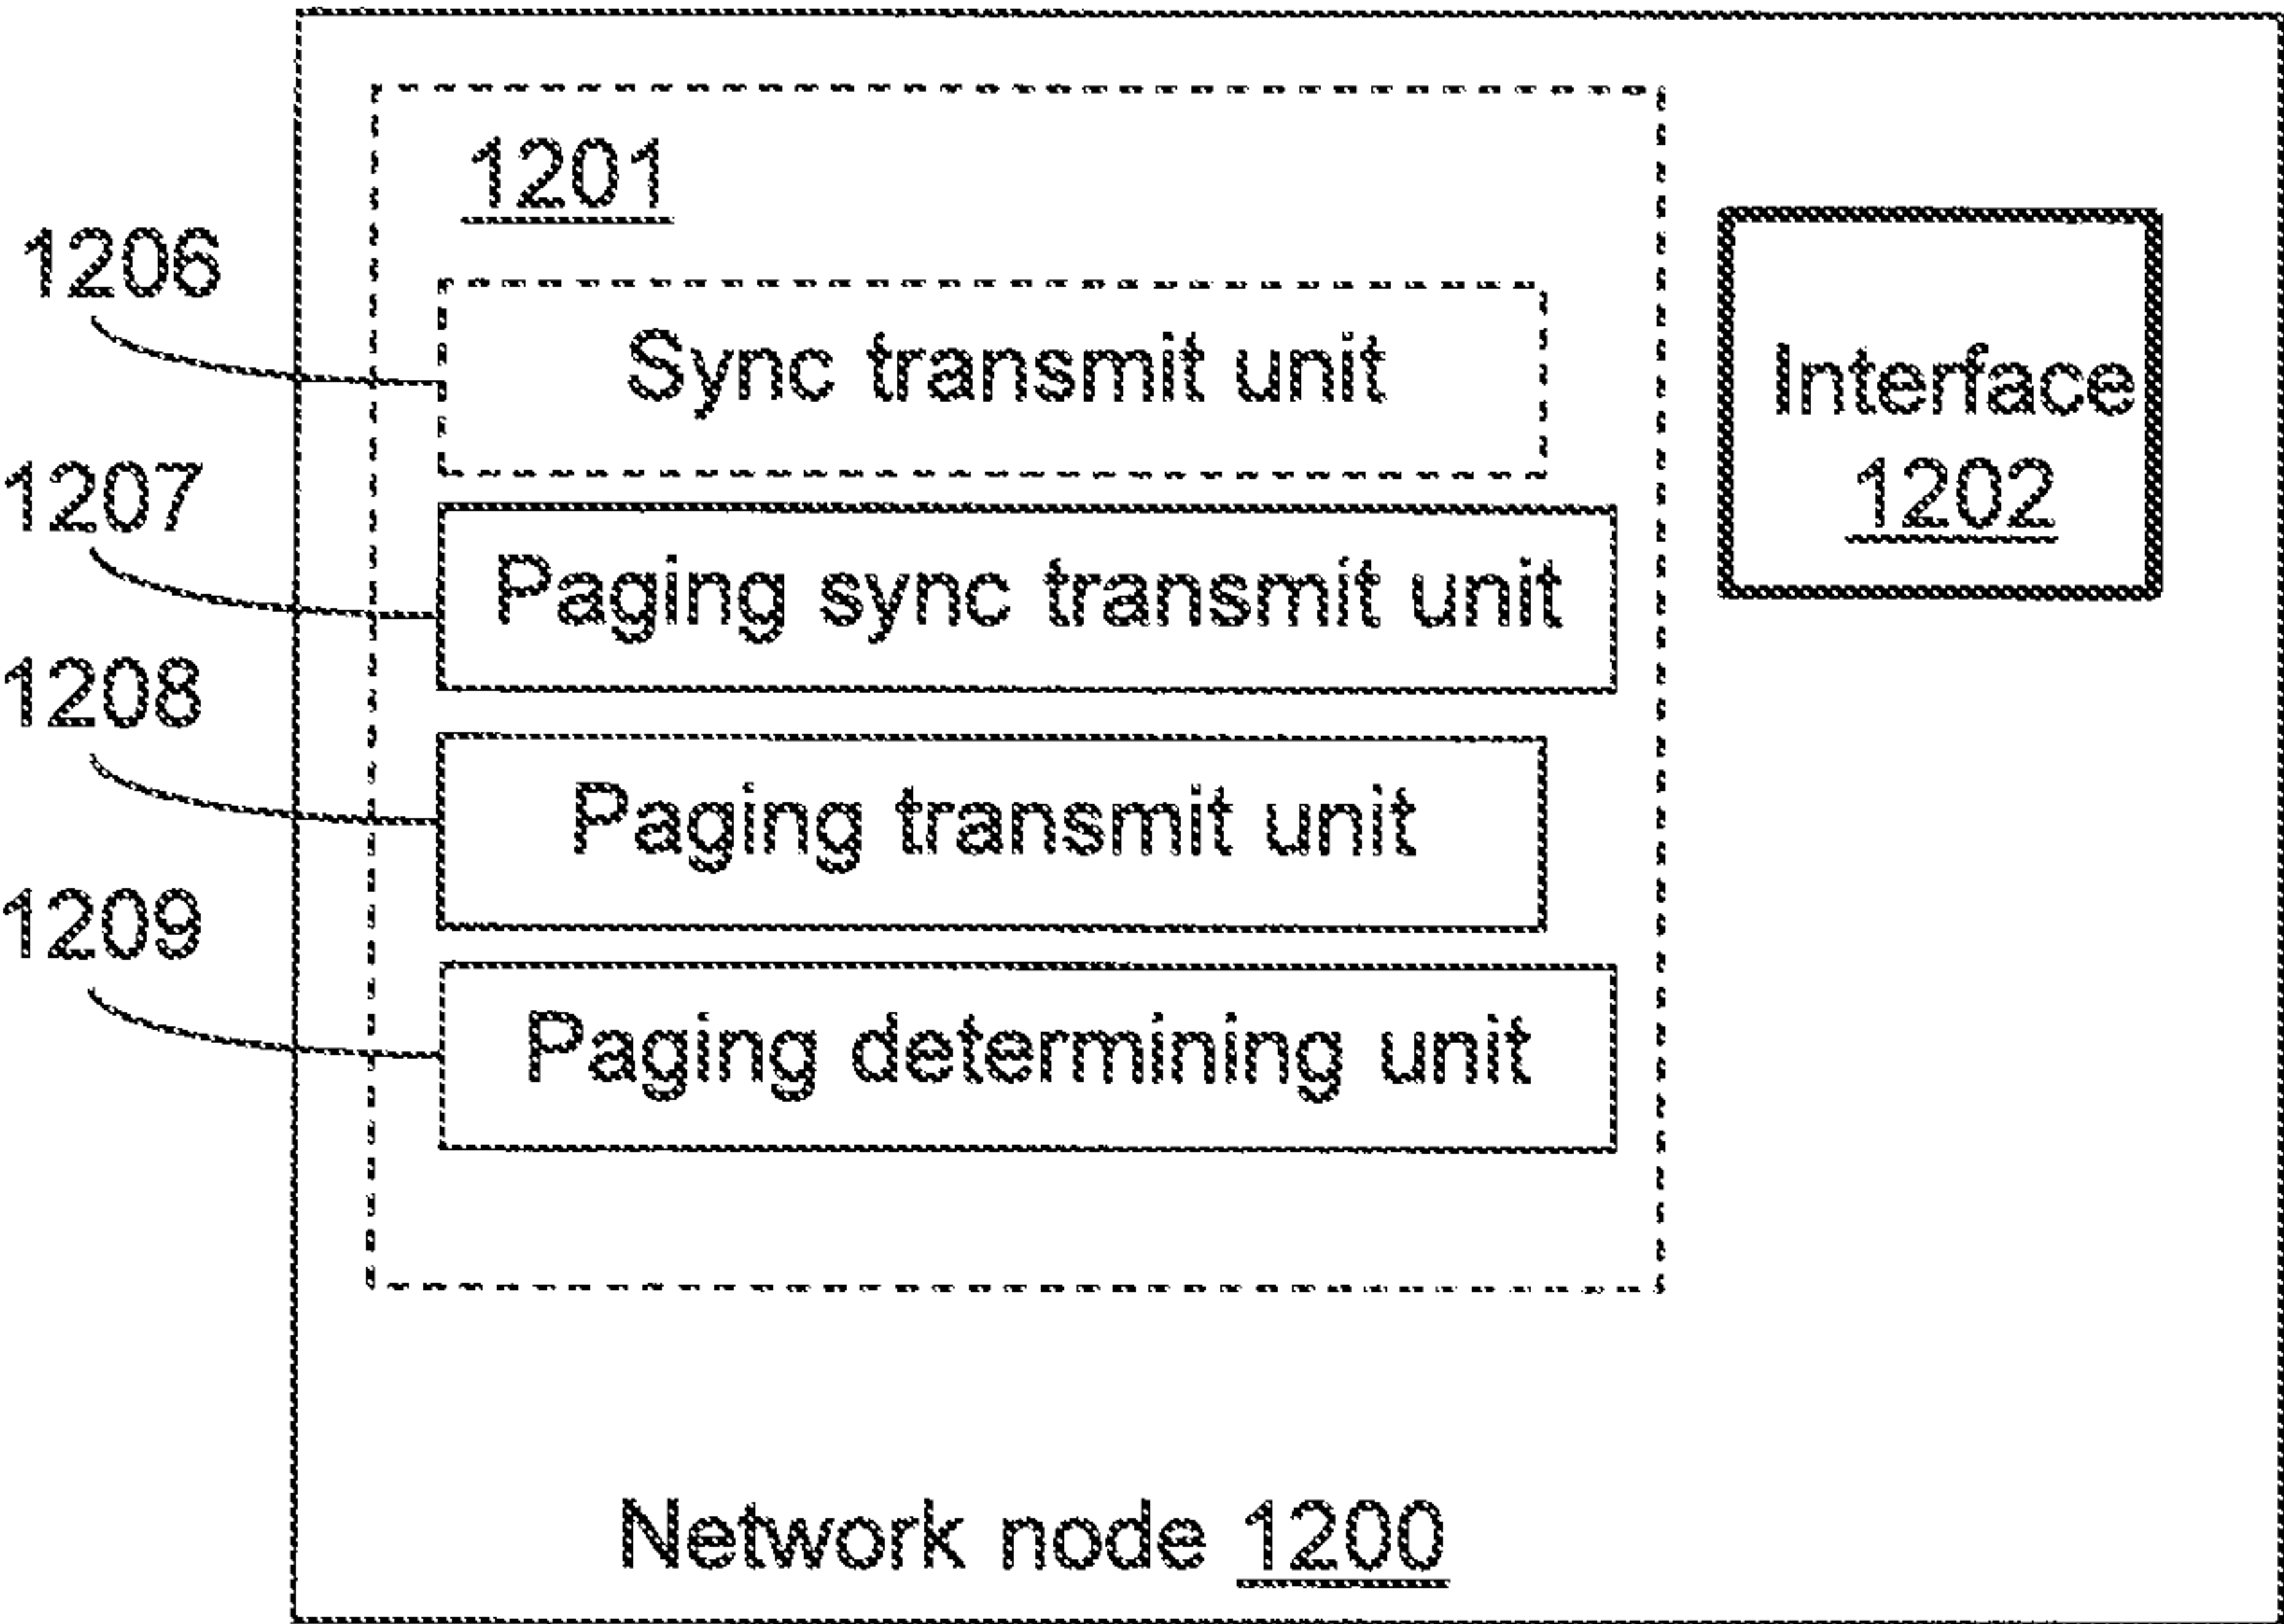 1201
1206
Sync transmit unit
Interface
1202
1207
Paging sync transmit unit
1208
Paging transmit unit
1209
Paging determining unit
Network node 1200